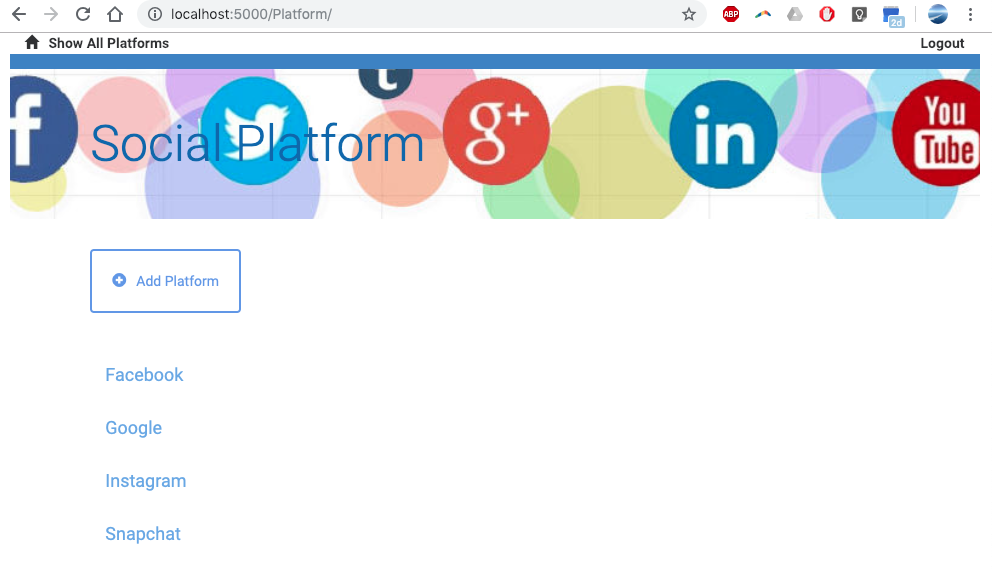 localhost:5000/Platform/
ABP
2d
Show All Platforms
Logout
f
t
g+
in
You
Tube
Social Platform
Add Platform
Facebook
Google
Instagram
Snapchat